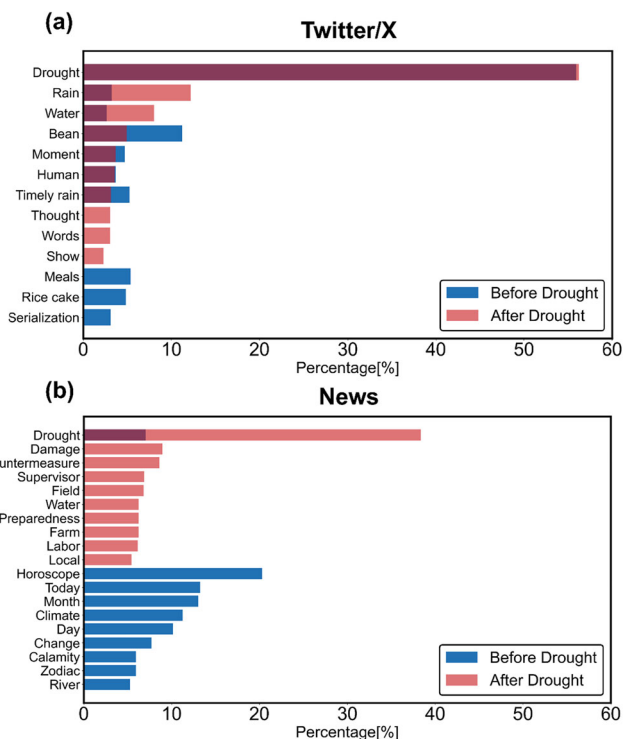 (a)
Twitter/X
Drought
Rain
Water
Bean
Moment
Human
Timely rain
Thought
Words
Show
Meals
Rice cake
Serialization
Before Drought
After Drought
0 10 20 30 40 50 60
Percentage[%]
(b)
News
Drought
Damage
untermeasure
Supervisor
Field
Water
Preparedness
Farm
Labor
Local
Horoscope
Today
Month
Climate
Day
Change
Calamity
Zodiac
River
Before Drought
After Drought
0 10 20 30 40 50 60
Percentage[%]